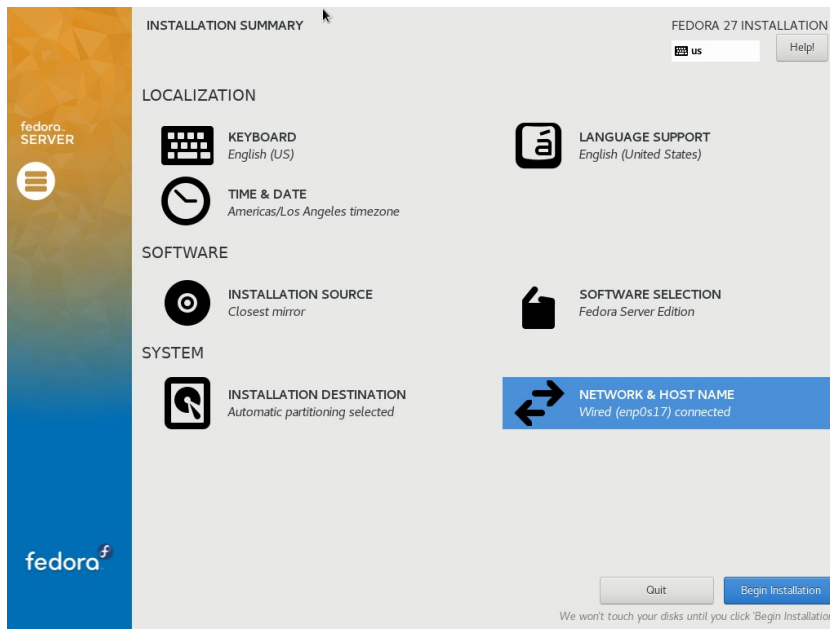 INSTALLATION SUMMARY
FEDORA 27 INSTALLATION
us
Help!
fedora.
SERVER
LOCALIZATION
KEYBOARD
English (US)
LANGUAGE SUPPORT
English (United States)
TIME & DATE
Americas/Los Angeles timezone
SOFTWARE
INSTALLATION SOURCE
Closest mirror
SOFTWARE SELECTION
Fedora Server Edition
SYSTEM
INSTALLATION DESTINATION
Automatic partitioning selected
NETWORK & HOST NAME
Wired (enp0s17) connected
fedora
Quit
Begin Installation
We won't touch your disks until you click 'Begin Installation